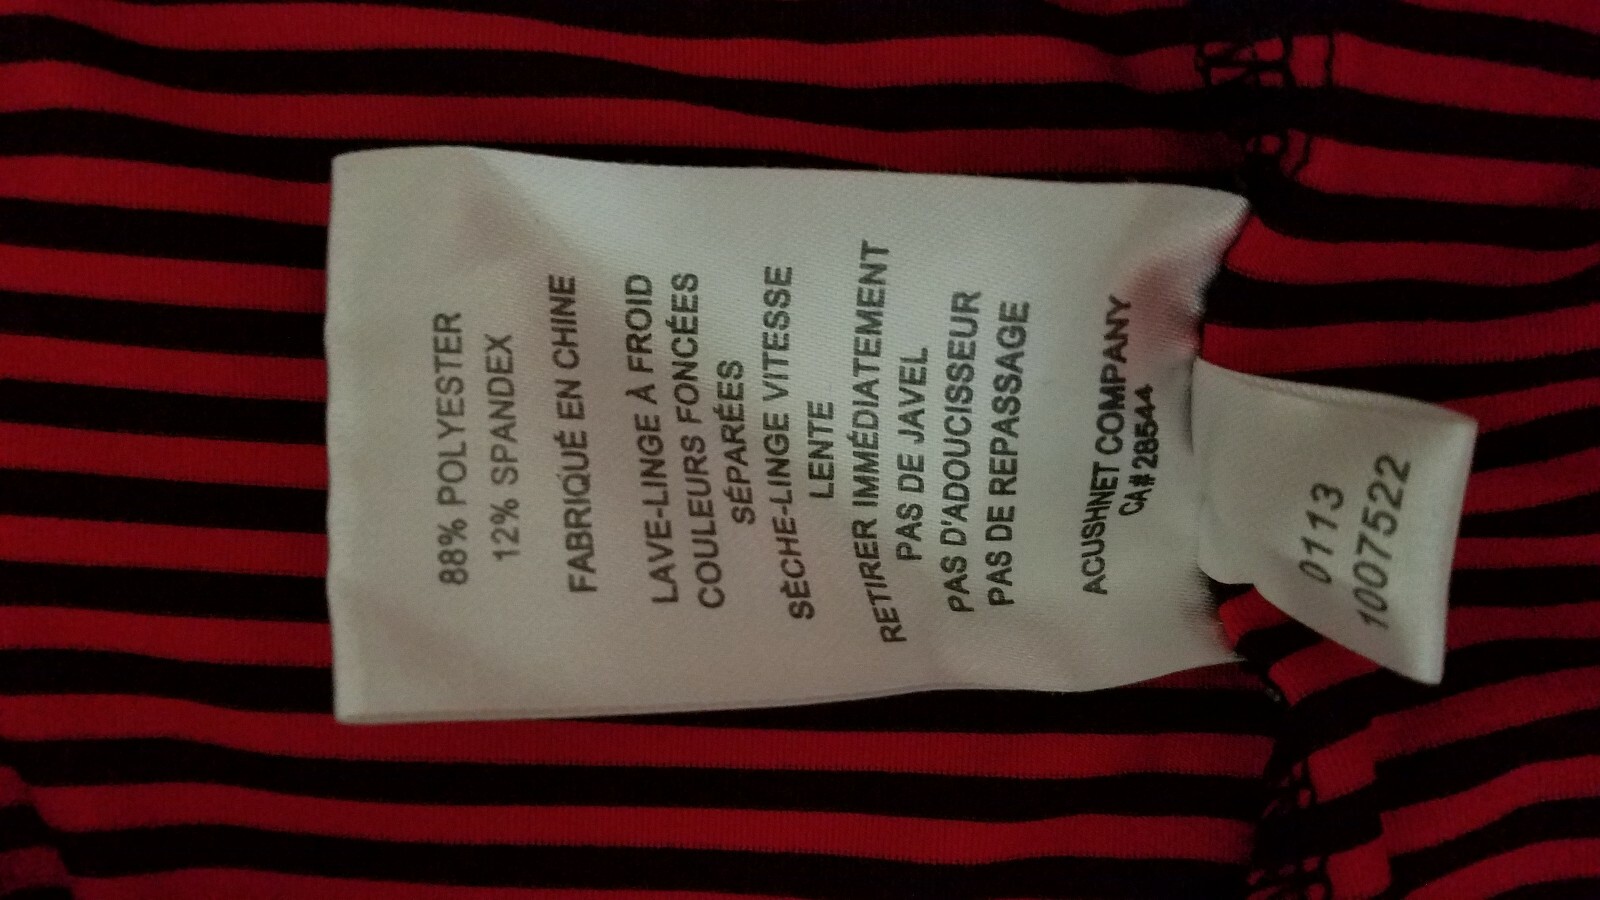 88% POLYESTER
12% SPANDEX
FABRIQUÉ EN CHINE
LAVE-LINGE À FROID
COULEURS FONCÉES
SÉPARÉES
SÈCHE-LINGE VITESSE
LENTE
RETIRER IMMÉDIATEMENT
PAS DE JAVEL
PAS D'ADOUCISSEUR
PAS DE REPASSAGE
ACUSHNET COMPANY
CA# 28544
0113
1007522